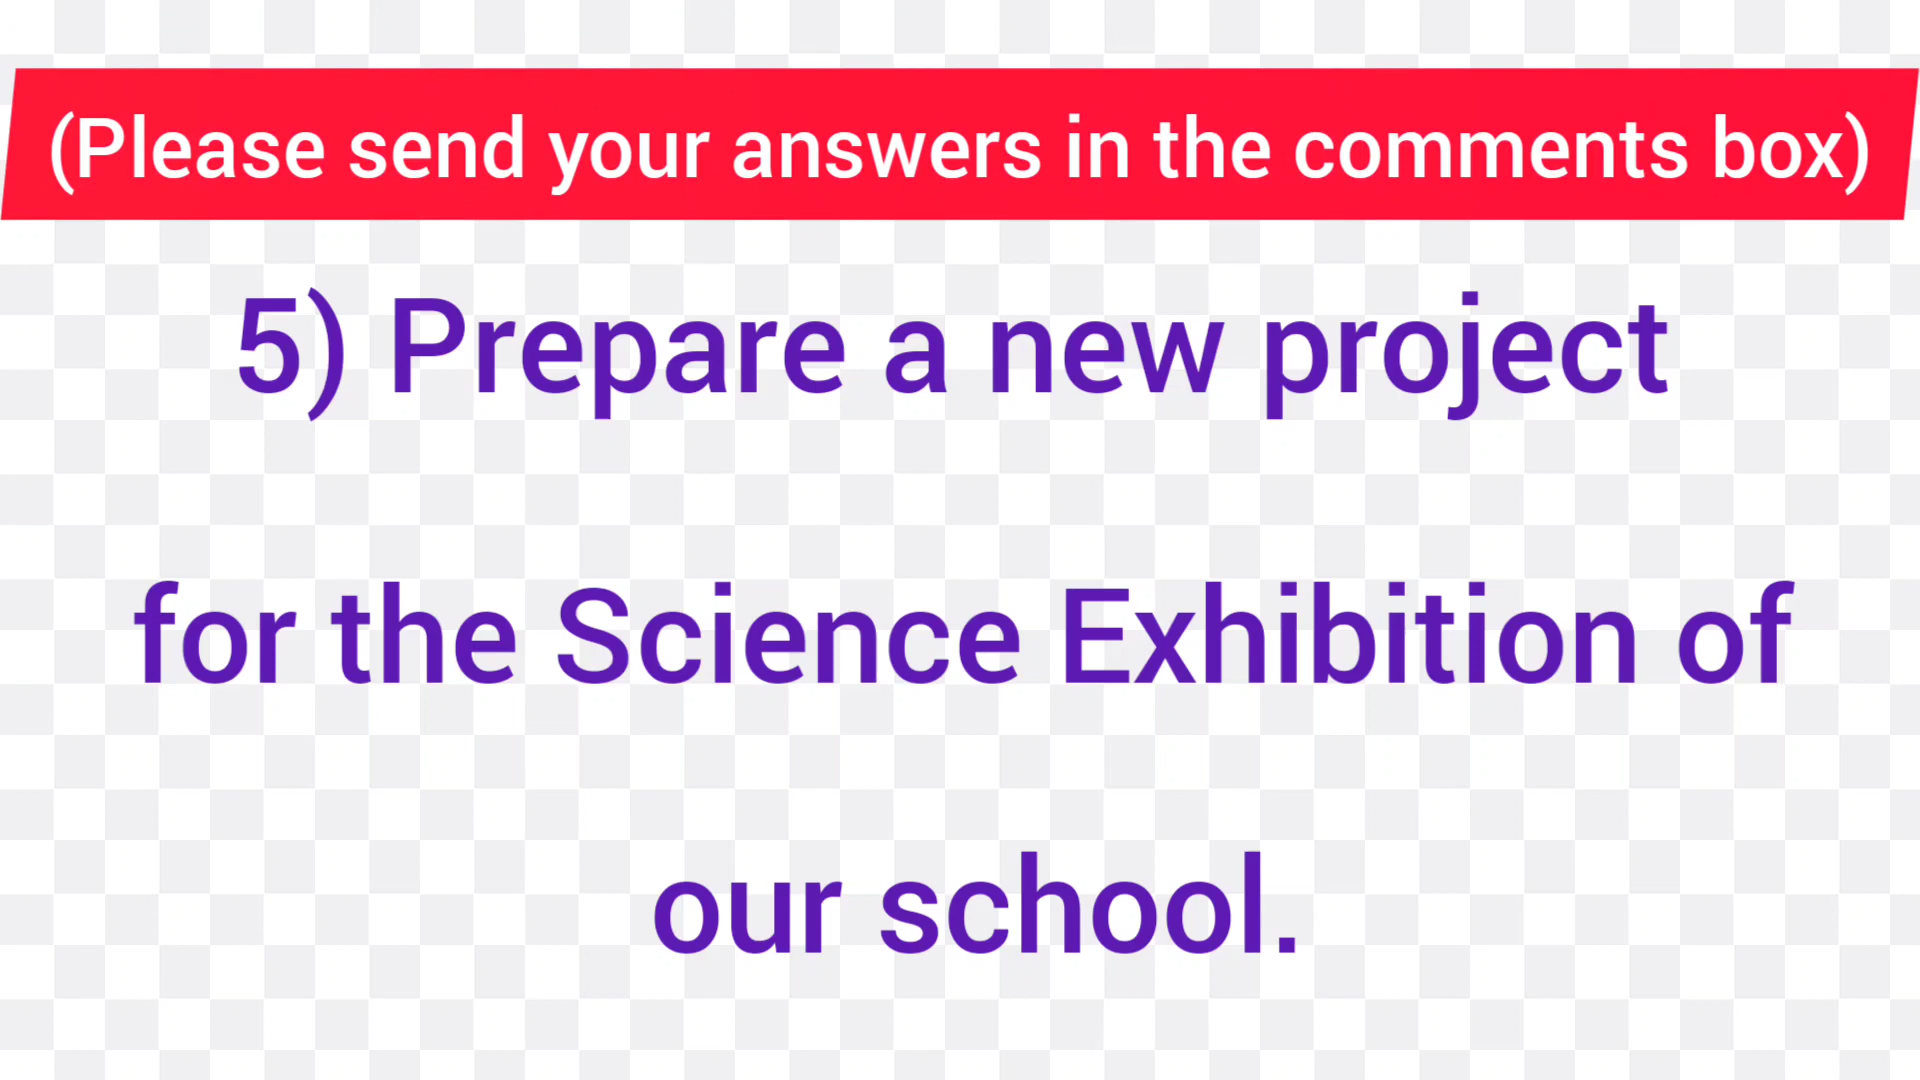 (Please send your answers in the comments box)
5) Prepare a new project
for the Science Exhibition of
our school.